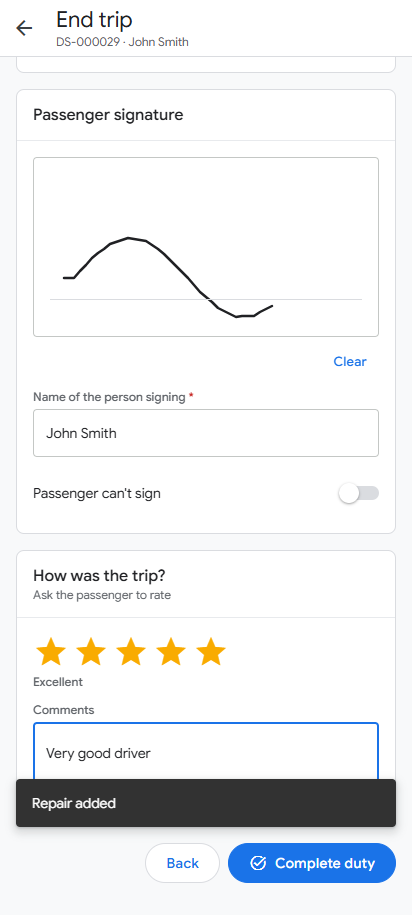 End trip
DS-000029 · John Smith
Passenger signature
Clear
Name of the person signing *
John Smith
Passenger can't sign
How was the trip?
Ask the passenger to rate
Excellent
Comments
Very good driver
Repair added
Back
Complete duty